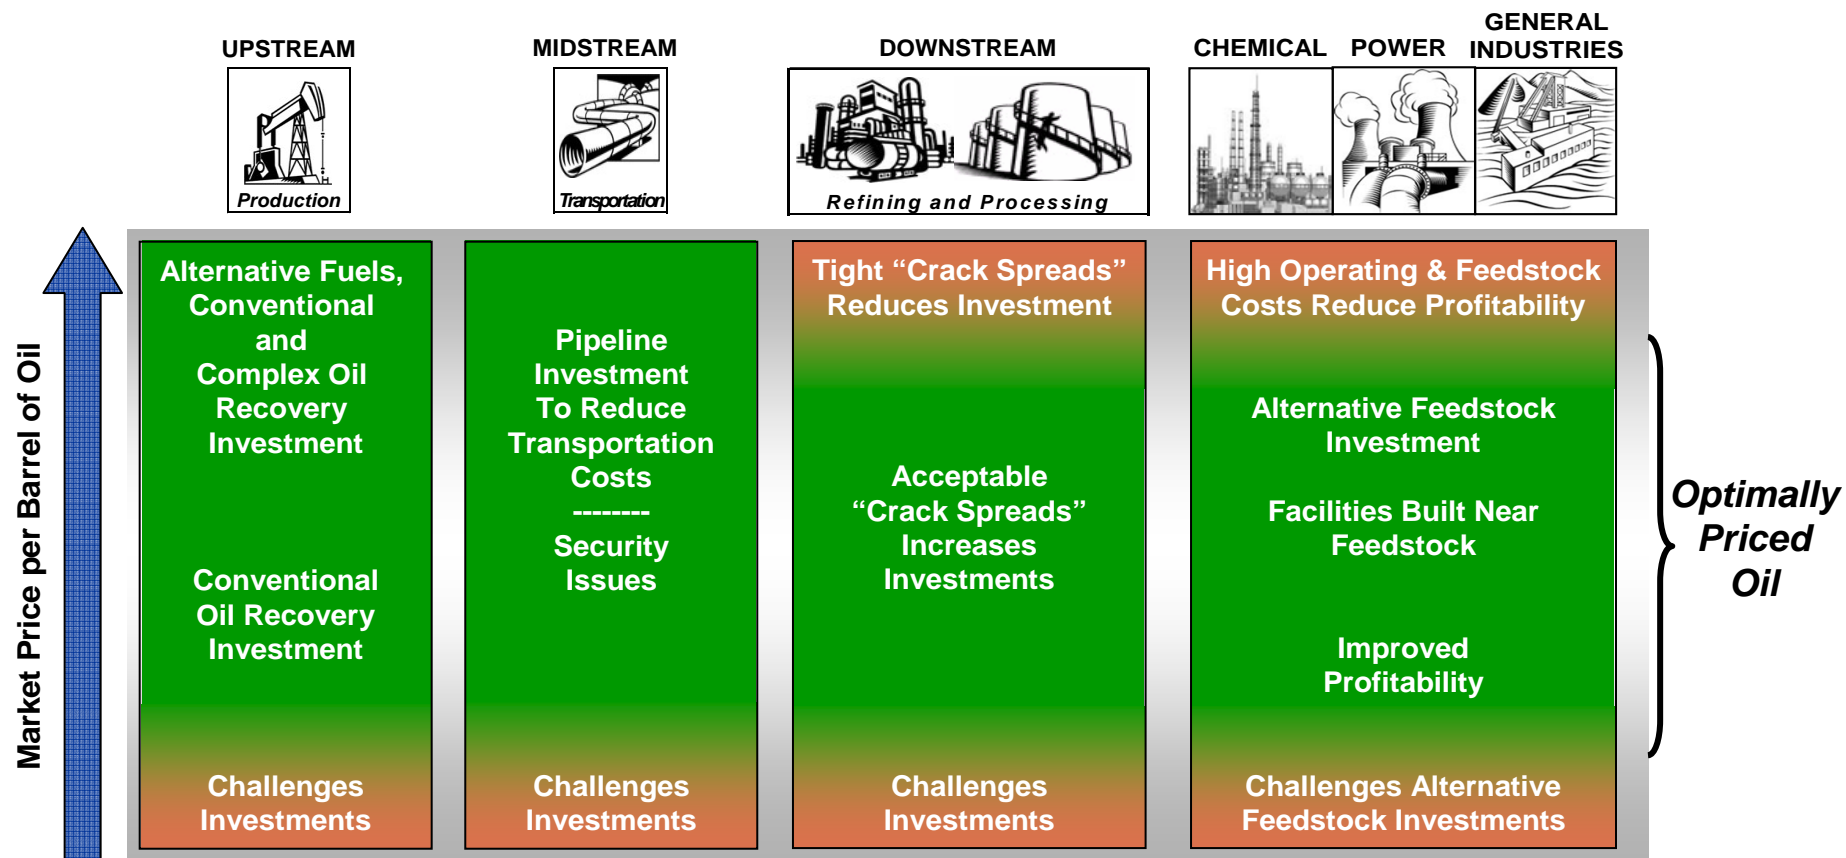 UPSTREAM
Production
MIDSTREAM
Transportation
DOWNSTREAM
Refining and Processing
CHEMICAL
POWER
GENERAL
INDUSTRIES
Market Price per Barrel of Oil
Alternative Fuels,
Conventional
and
Complex Oil
Recovery
Investment
Conventional
Oil Recovery
Investment
Challenges
Investments
Pipeline
Investment
To Reduce
Transportation
Costs
--------
Security
Issues
Challenges
Investments
Tight “Crack Spreads”
Reduces Investment
Acceptable
“Crack Spreads”
Increases
Investments
Challenges
Investments
High Operating & Feedstock
Costs Reduce Profitability
Alternative Feedstock
Investment
Facilities Built Near
Feedstock
Improved
Profitability
Challenges Alternative
Feedstock Investments
Optimally
Priced
Oil